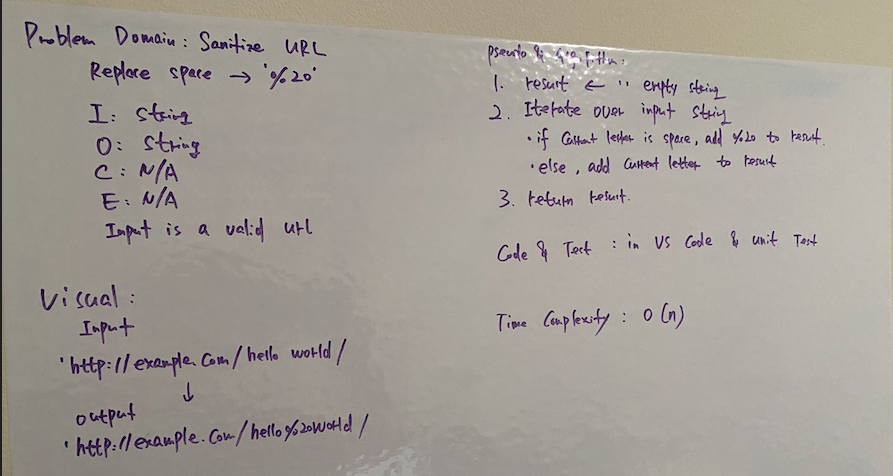 Problem Domain: Sanitize URL
Replace space → '%20'
I: String
O: String
C: N/A
E: N/A
Input is a valid url
Visual:
Input
'http://example.com/hello world/
↓
output
'http://example.com/hello%20world/
pseudo & algorithm:
1. result ← '' empty string
2. Iterate over input string
• if current letter is space, add %20 to result.
• else, add current letter to result
3. return result.
Code & Test : in VS Code & unit Test
Time Complexity : O(n)